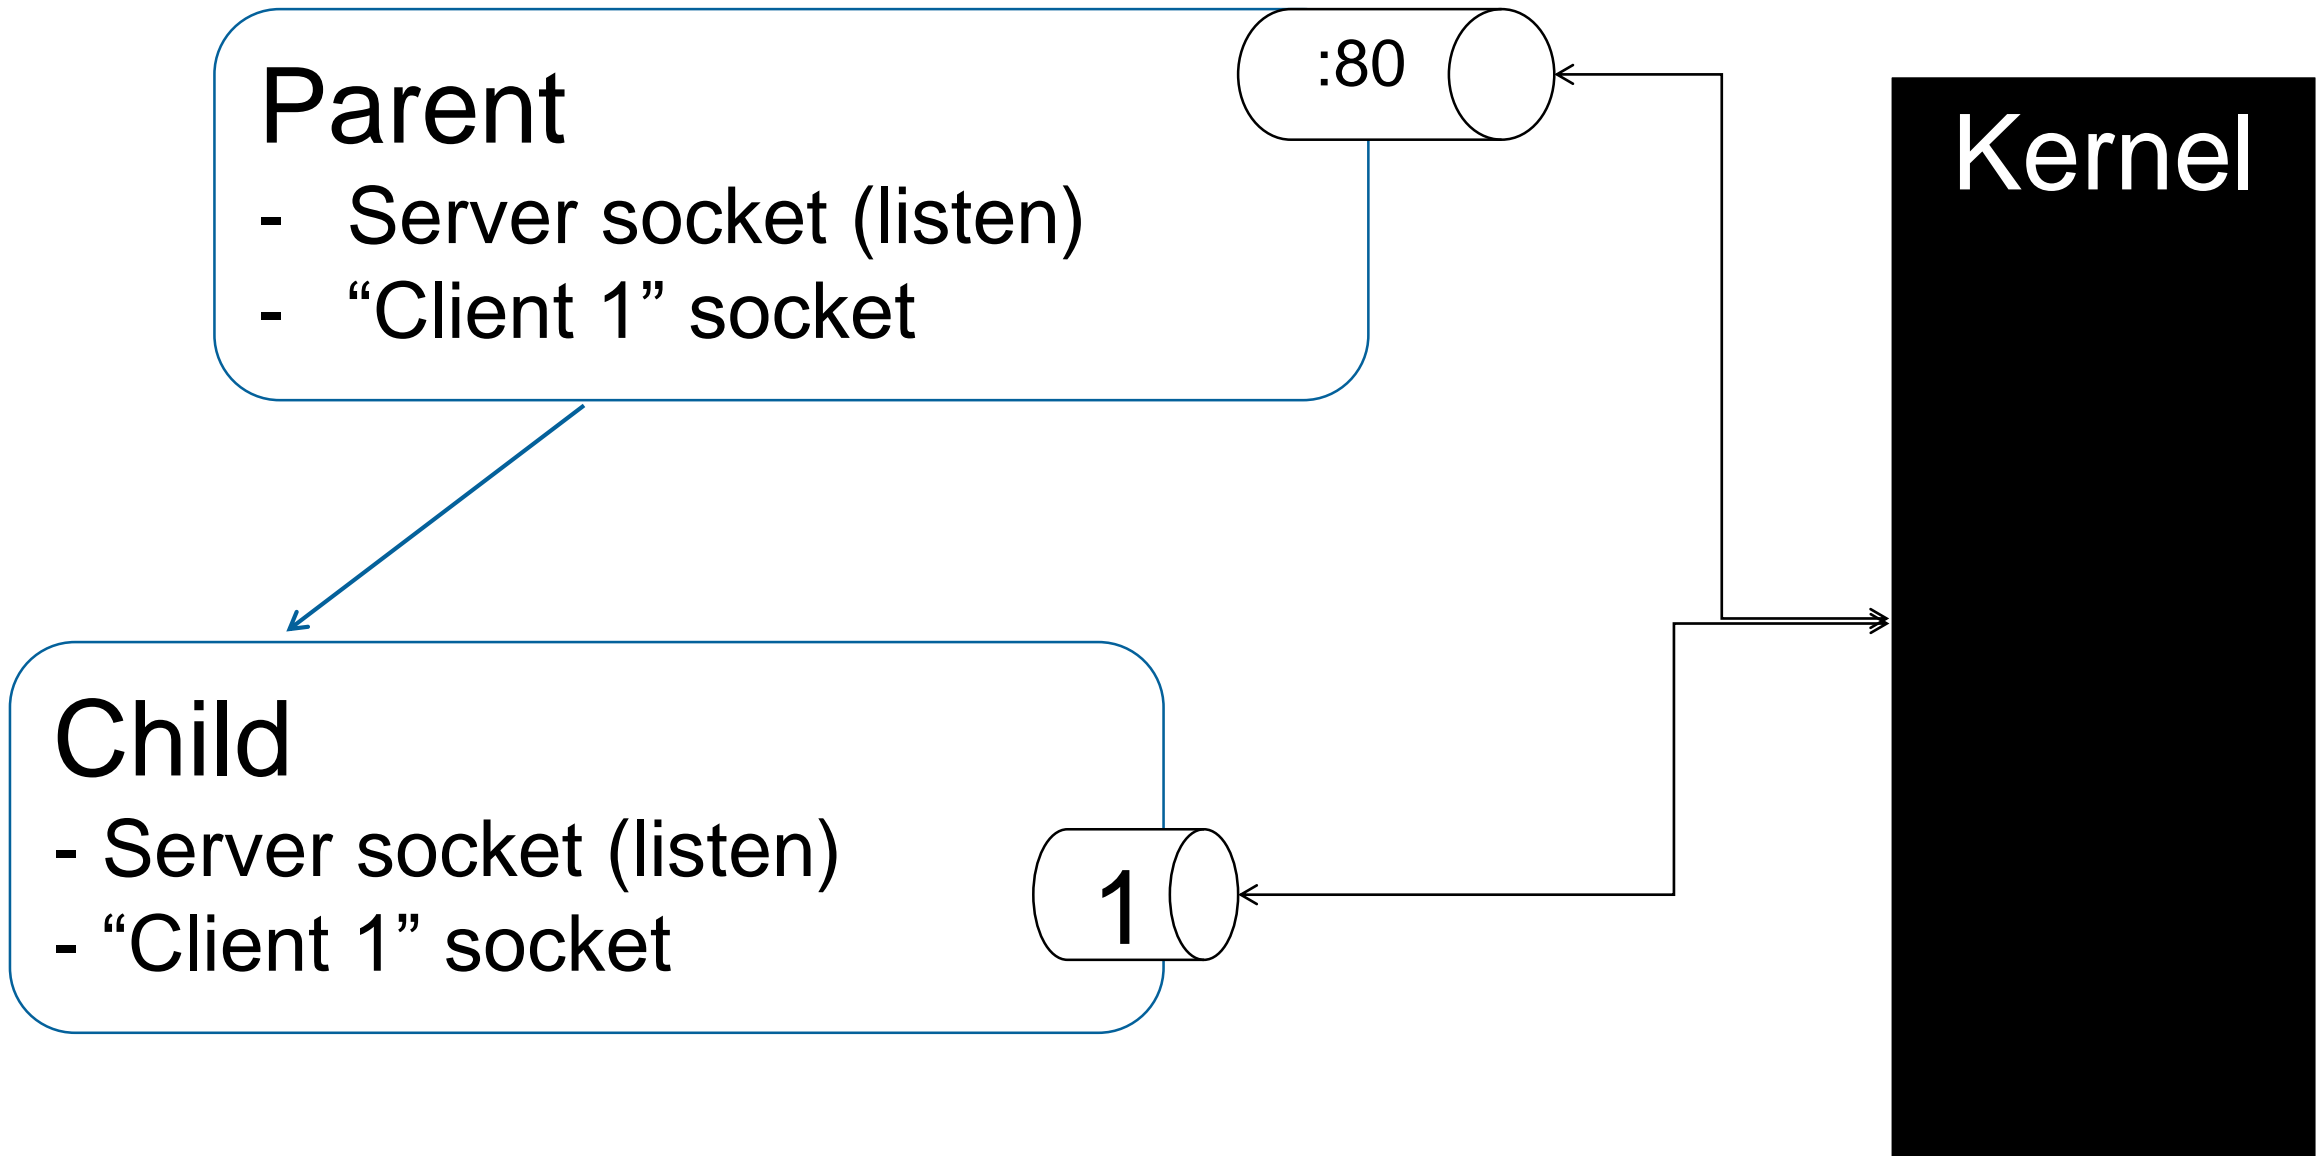 Parent
- Server socket (listen)
- “Client 1” socket
:80
Kernel
Child
- Server socket (listen)
- “Client 1” socket
1